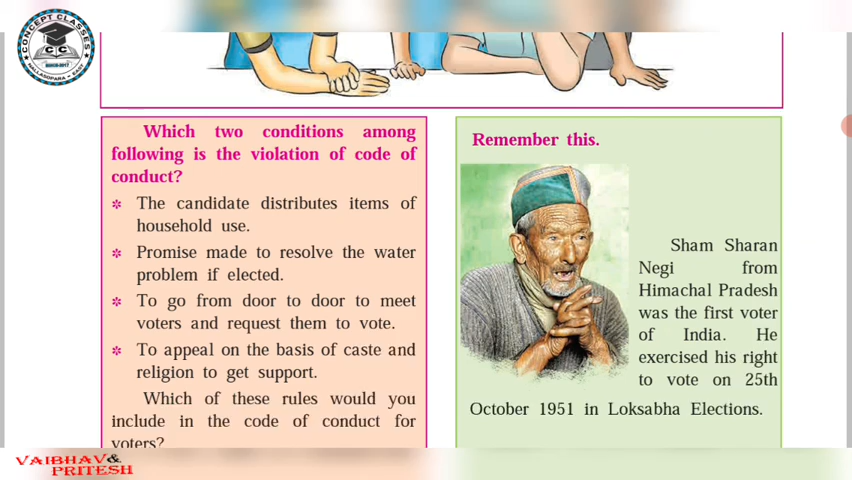 CONCEPT CLASSES
CC
NALLASOPARA - EAST
Which two conditions among
following is the violation of code of
conduct?
The candidate distributes items of
household use.
Promise made to resolve the water
problem if elected.
To go from door to door to meet
voters and request them to vote.
To appeal on the basis of caste and
religion to get support.
Which of these rules would you
include in the code of conduct for
voters?
Remember this.
Sham Sharan
Negi from
Himachal Pradesh
was the first voter
of India. He
exercised his right
to vote on 25th
October 1951 in Loksabha Elections.
VAIBHAV&
PRITESH